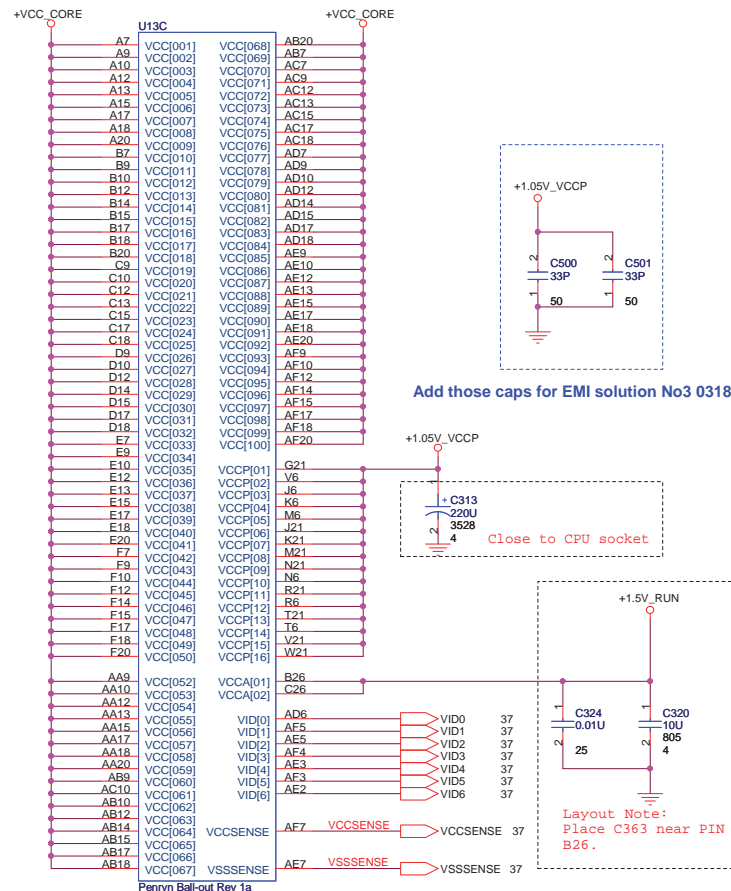 +VCC_CORE
+VCC_CORE
U13C
A7 VCC[001] VCC[068] AB20
A9 VCC[002] VCC[069] AB7
A10 VCC[003] VCC[070] AC7
A12 VCC[004] VCC[071] AC9
A13 VCC[005] VCC[072] AC12
A15 VCC[006] VCC[073] AC13
A17 VCC[007] VCC[074] AC15
A18 VCC[008] VCC[075] AC17
A20 VCC[009] VCC[076] AC18
B7 VCC[010] VCC[077] AD7
B9 VCC[011] VCC[078] AD9
B10 VCC[012] VCC[079] AD10
B12 VCC[013] VCC[080] AD12
B14 VCC[014] VCC[081] AD14
B15 VCC[015] VCC[082] AD15
B17 VCC[016] VCC[083] AD17
B18 VCC[017] VCC[084] AD18
B20 VCC[018] VCC[085] AE9
C9 VCC[019] VCC[086] AE10
C10 VCC[020] VCC[087] AE12
C12 VCC[021] VCC[088] AE13
C13 VCC[022] VCC[089] AE15
C15 VCC[023] VCC[090] AE17
C17 VCC[024] VCC[091] AE18
C18 VCC[025] VCC[092] AE20
D9 VCC[026] VCC[093] AF9
D10 VCC[027] VCC[094] AF10
D12 VCC[028] VCC[095] AF12
D14 VCC[029] VCC[096] AF14
D15 VCC[030] VCC[097] AF15
D17 VCC[031] VCC[098] AF17
D18 VCC[032] VCC[099] AF18
E7 VCC[033] VCC[100] AF20
E9 VCC[034]
E10 VCC[035] VCCP[01] G21
E12 VCC[036] VCCP[02] V6
E13 VCC[037] VCCP[03] J6
E15 VCC[038] VCCP[04] K6
E17 VCC[039] VCCP[05] M6
E18 VCC[040] VCCP[06] J21
E20 VCC[041] VCCP[07] K21
F7 VCC[042] VCCP[08] M21
F9 VCC[043] VCCP[09] N21
F10 VCC[044] VCCP[10] N6
F12 VCC[045] VCCP[11] R21
F14 VCC[046] VCCP[12] R6
F15 VCC[047] VCCP[13] T21
F17 VCC[048] VCCP[14] T6
F18 VCC[049] VCCP[15] V21
F20 VCC[050] VCCP[16] W21
AA9 VCC[052] VCCA[01] B26
AA10 VCC[053] VCCA[02] C26
AA12 VCC[054]
AA13 VCC[055] VID[0] AD6 VID0 37
AA15 VCC[056] VID[1] AF5 VID1 37
AA17 VCC[057] VID[2] AE5 VID2 37
AA18 VCC[058] VID[3] AF4 VID3 37
AA20 VCC[059] VID[4] AE3 VID4 37
AB9 VCC[060] VID[5] AF3 VID5 37
AC10 VCC[061] VID[6] AE2 VID6 37
AB10 VCC[062]
AB12 VCC[063]
AB14 VCC[064] VCCSENSE AF7 VCCSENSE VCCSENSE 37
AB15 VCC[065]
AB17 VCC[066]
AB18 VCC[067] VSSSENSE AE7 VSSSENSE VSSSENSE 37
Penryn Ball-out Rev 1a
+1.05V_VCCP
2 C500 2 C501
33P 33P
1 50 1 50
Add those caps for EMI solution No3 0318
+1.05V_VCCP
1 + C313
220U
2 3528
4
Close to CPU socket
+1.5V_RUN
1 C324 1 C320
0.01U 10U
2 2 805
25 4
Layout Note:
Place C363 near PIN
B26.